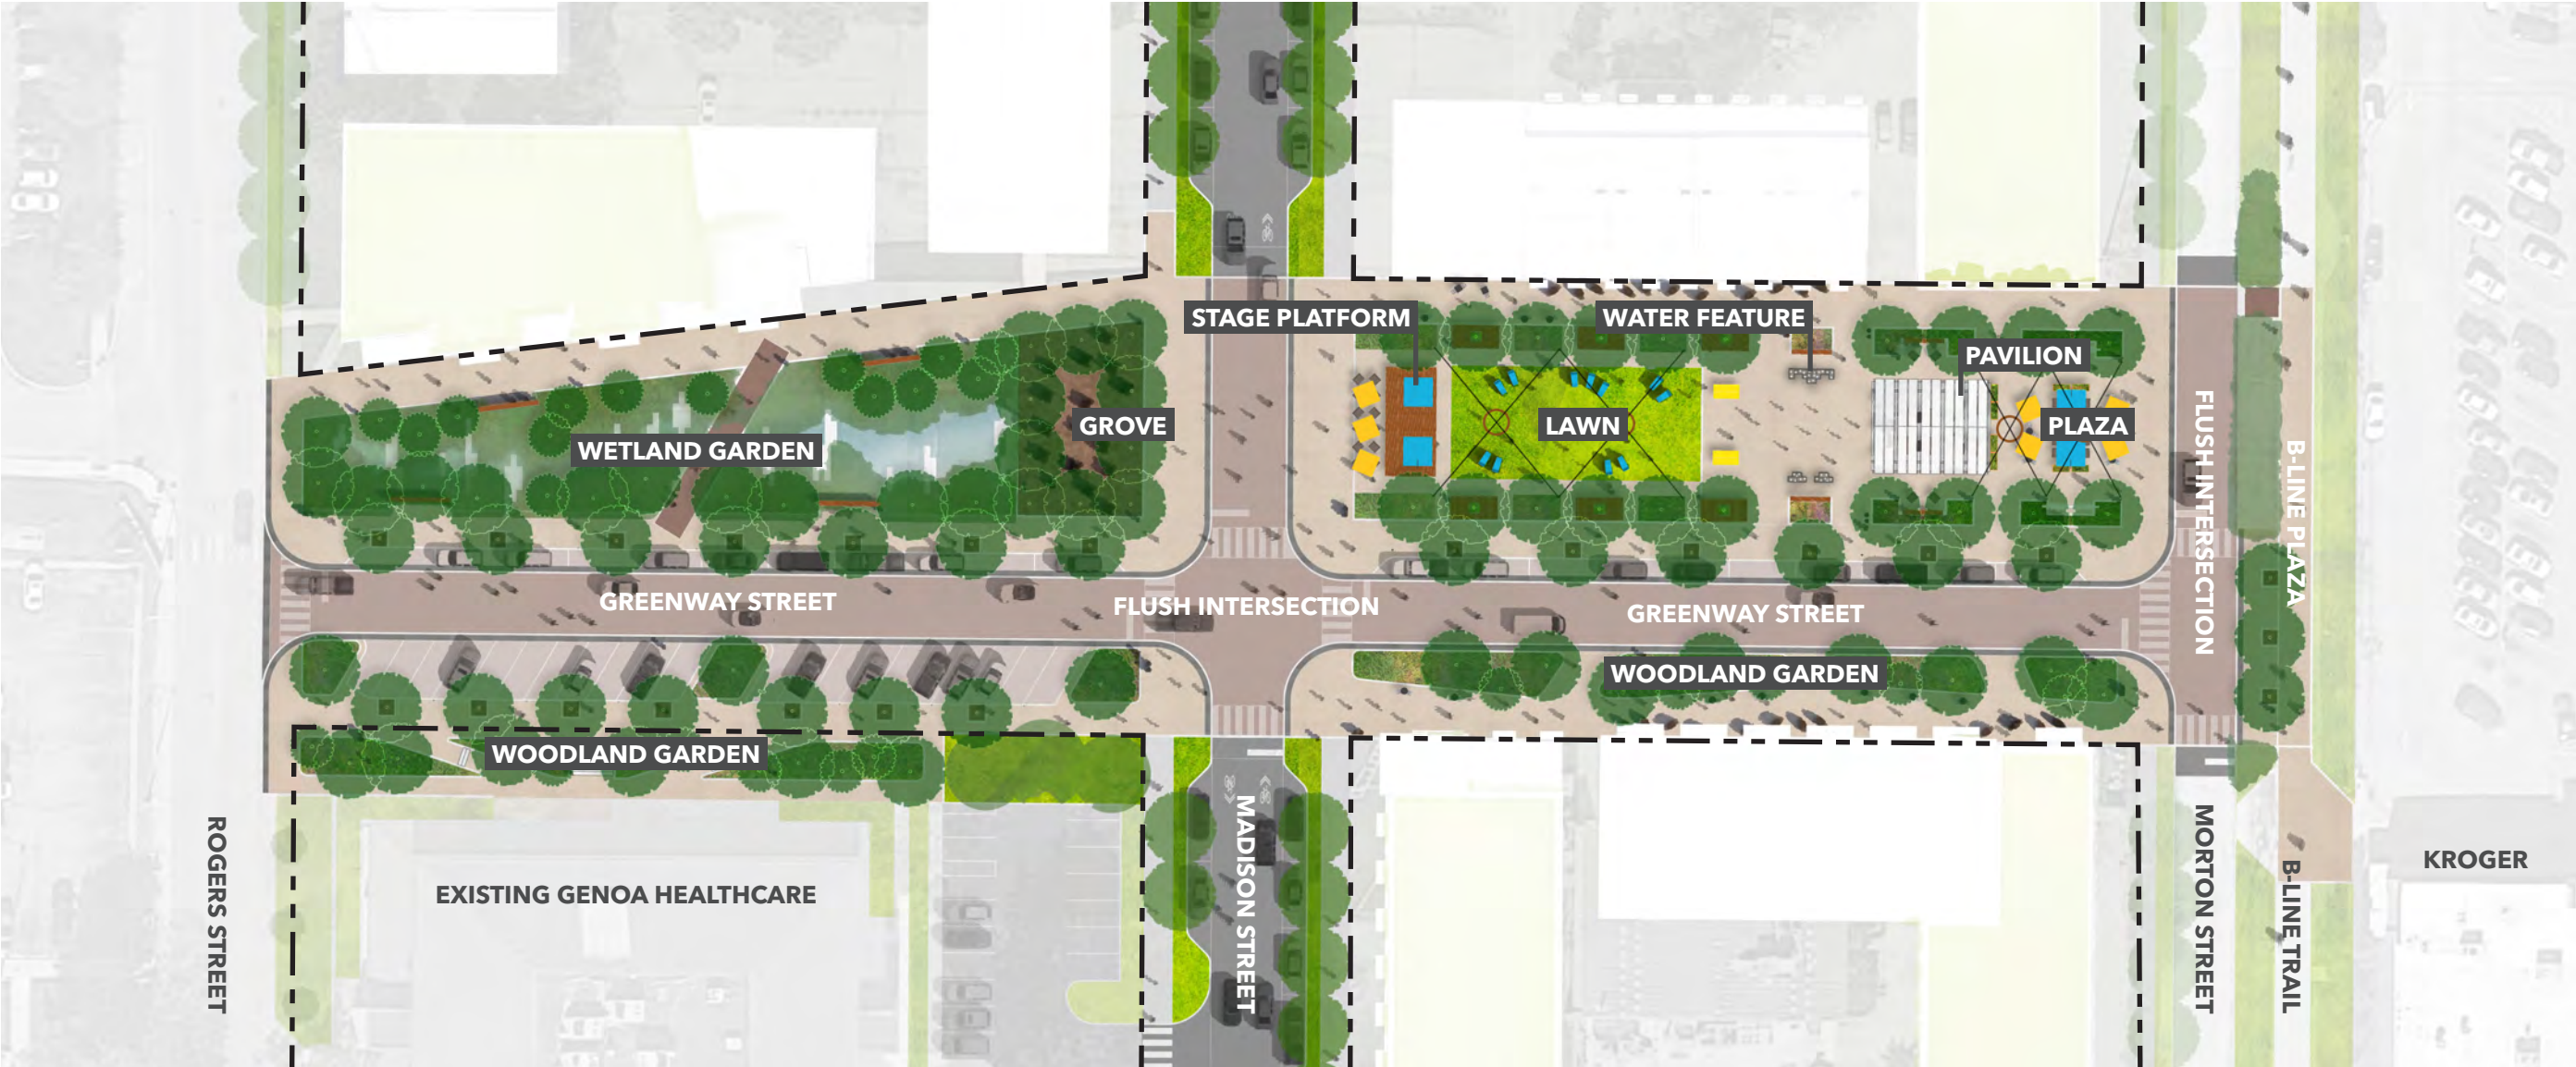 STAGE PLATFORM
WATER FEATURE
PAVILION
WETLAND GARDEN
GROVE
LAWN
PLAZA
FLUSH INTERSECTION
B-LINE PLAZA
GREENWAY STREET
FLUSH INTERSECTION
GREENWAY STREET
WOODLAND GARDEN
WOODLAND GARDEN
ROGERS STREET
EXISTING GENOA HEALTHCARE
MADISON STREET
MORTON STREET
B-LINE TRAIL
KROGER